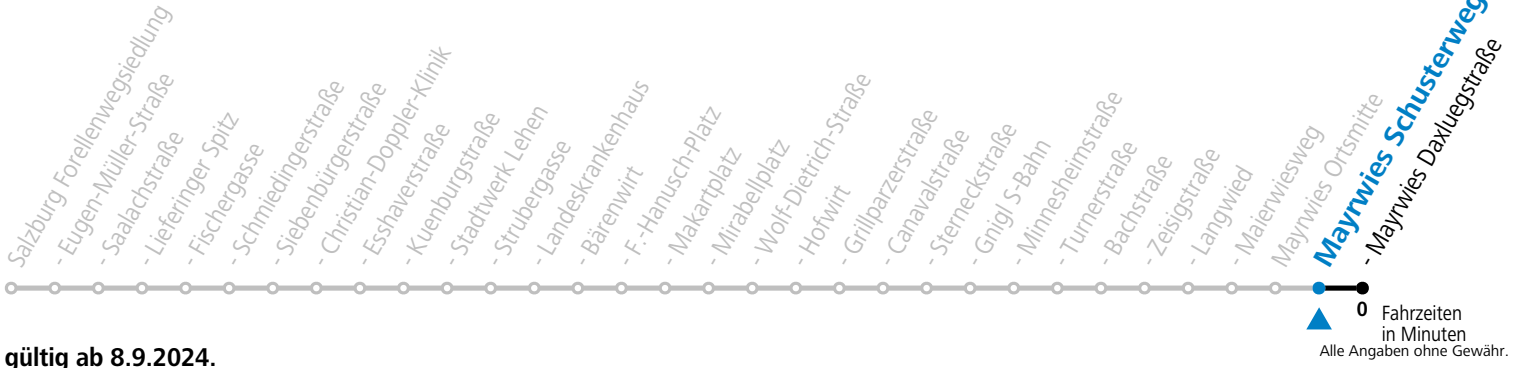 Salzburg Forellenwegsiedlung
- Eugen-Müller-Straße
- Saalachstraße
- Lieferinger Spitz
- Fischergasse
- Schmiedingerstraße
- Siebenbürgerstraße
- Christian-Doppler-Klinik
- Esshaverstraße
- Kuenburgstraße
- Stadtwerk Lehen
- Strubergasse
- Landeskrankenhaus
- Bärenwirt
- F.-Hanusch-Platz
- Makartplatz
- Mirabellplatz
- Wolf-Dietrich-Straße
- Hofwirt
- Grillparzerstraße
- Canavalstraße
- Sterneckstraße
- Gnigl S-Bahn
- Minnesheimstraße
- Turnerstraße
- Bachstraße
- Zeisigstraße
- Langwied
- Maierwiesweg
Mayrwies Ortsmitte
Mayrwies Schusterweg
- Mayrwies Daxluegstraße
0
Fahrzeiten
in Minuten
Alle Angaben ohne Gewähr.
gültig ab 8.9.2024.